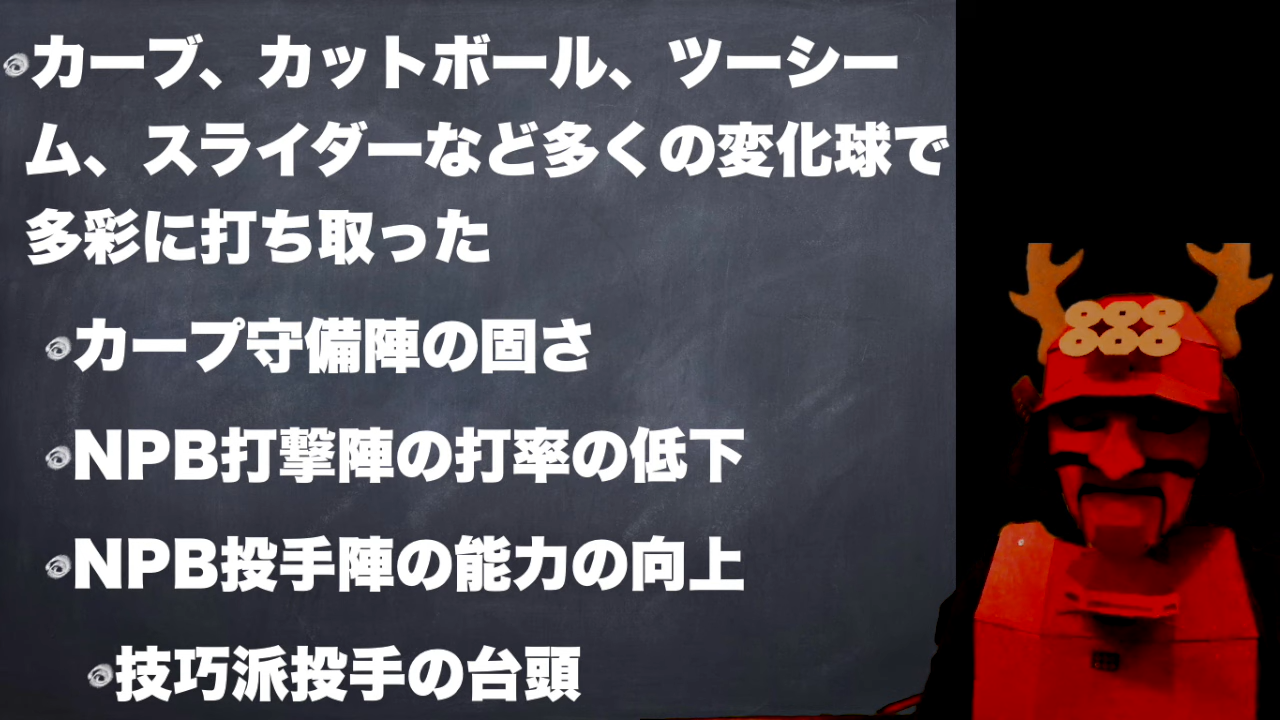 カーブ、カットボール、ツーシー
ム、スライダーなど多くの変化球で
多彩に打ち取った
カープ守備陣の固さ
NPB打撃陣の打率の低下
NPB投手陣の能力の向上
技巧派投手の台頭